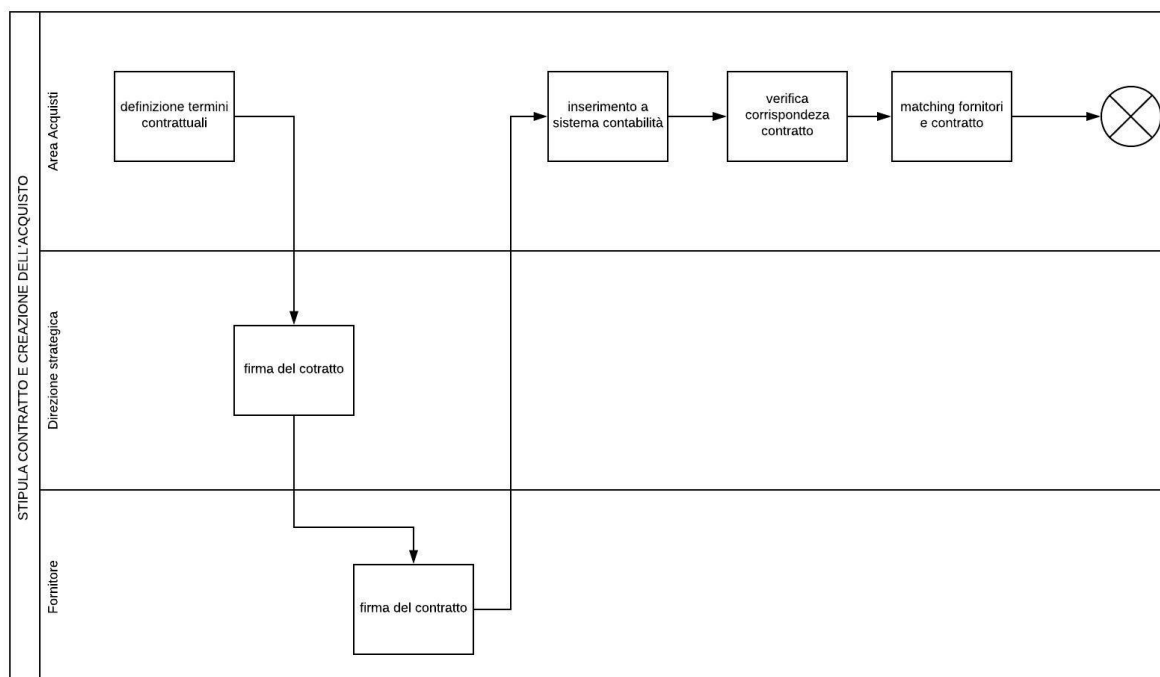 STIPULA CONTRATTO E CREAZIONE DELL'ACQUISTO
Area Acquisti
definizione termini
contrattuali
inserimento a
sistema contabilità
verifica
corrispondeza
contratto
matching fornitori
e contratto
Direzione strategica
firma del cotratto
Fornitore
firma del contratto